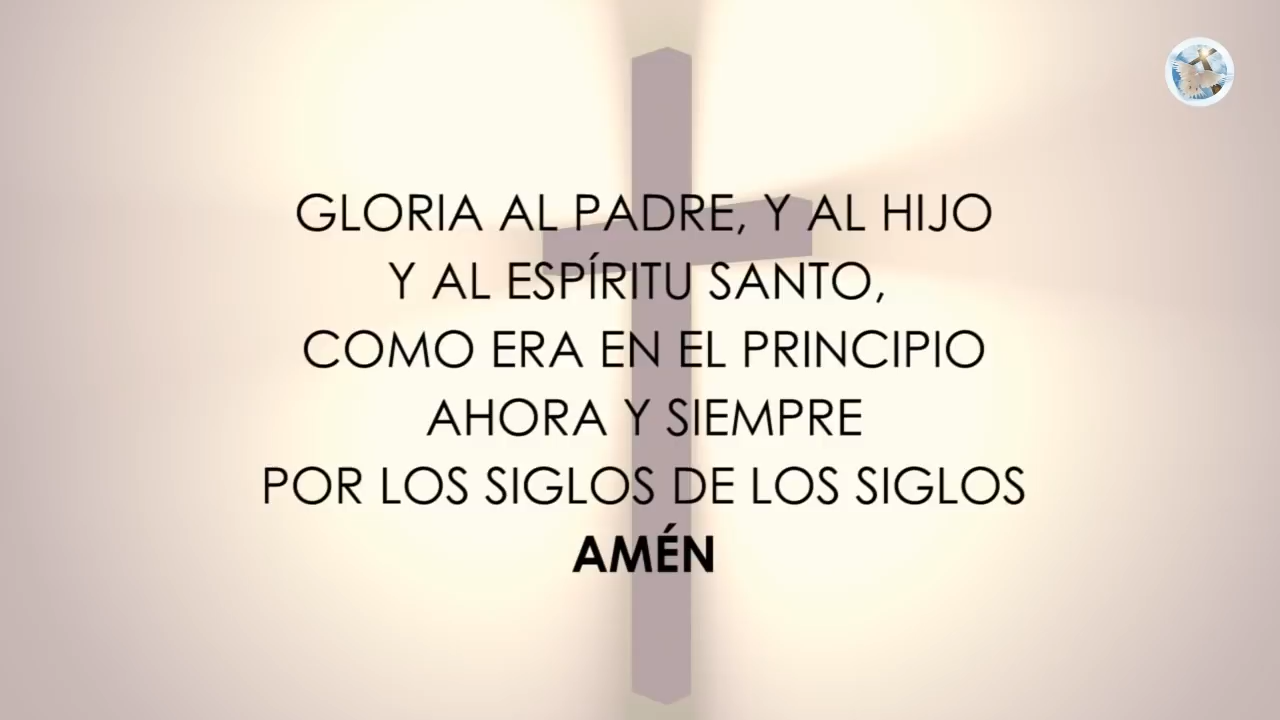 GLORIA AL PADRE, Y AL HIJO
Y AL ESPÍRITU SANTO,
COMO ERA EN EL PRINCIPIO
AHORA Y SIEMPRE
POR LOS SIGLOS DE LOS SIGLOS
AMÉN